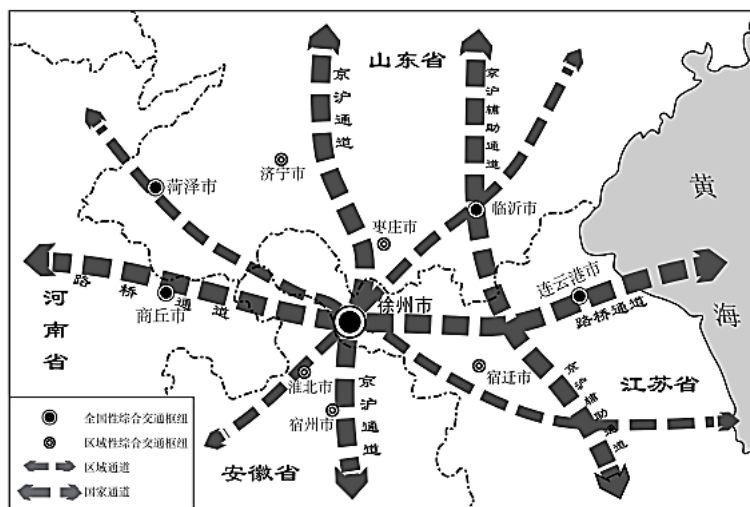 山东省
京沪通道
京沪辅助通道
黄
海
济宁市
菏泽市
临沂市
枣庄市
路桥通道
连云港市
商丘市
徐州市
路桥通道
河南省
宿迁市
淮北市
京沪通道
京沪辅助通道
江苏省
宿州市
安徽省
全国性综合交通枢纽
区域性综合交通枢纽
区域通道
国家通道